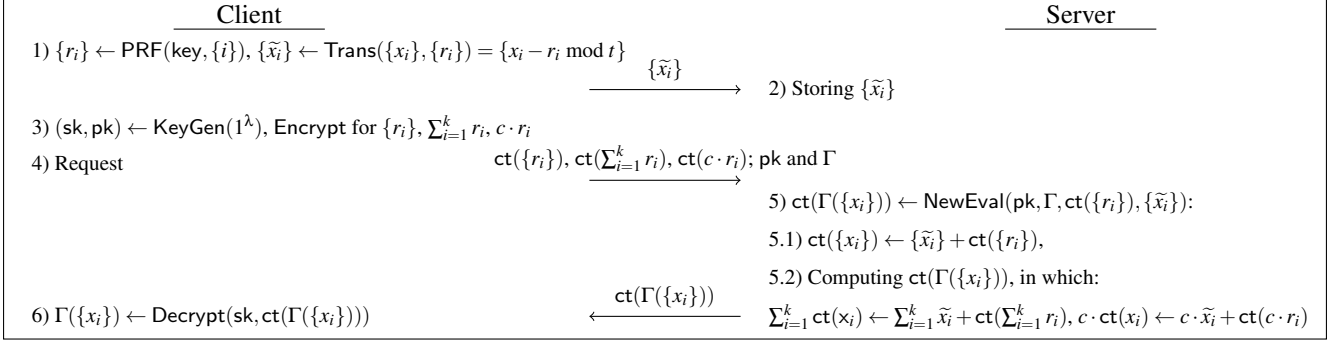 Client Server
1) {r_i} ← PRF(key, {i}), {x̃_i} ← Trans({x_i}, {r_i}) = {x_i − r_i mod t}
{x̃_i}
2) Storing {x̃_i}
3) (sk, pk) ← KeyGen(1^λ), Encrypt for {r_i}, ∑_{i=1}^k r_i, c · r_i
4) Request
ct({r_i}), ct(∑_{i=1}^k r_i), ct(c · r_i); pk and Γ
5) ct(Γ({x_i})) ← NewEval(pk, Γ, ct({r_i}), {x̃_i}):
5.1) ct({x_i}) ← {x̃_i} + ct({r_i}),
5.2) Computing ct(Γ({x_i})), in which:
ct(Γ({x_i}))
6) Γ({x_i}) ← Decrypt(sk, ct(Γ({x_i})))
∑_{i=1}^k ct(x_i) ← ∑_{i=1}^k x̃_i + ct(∑_{i=1}^k r_i), c · ct(x_i) ← c · x̃_i + ct(c · r_i)